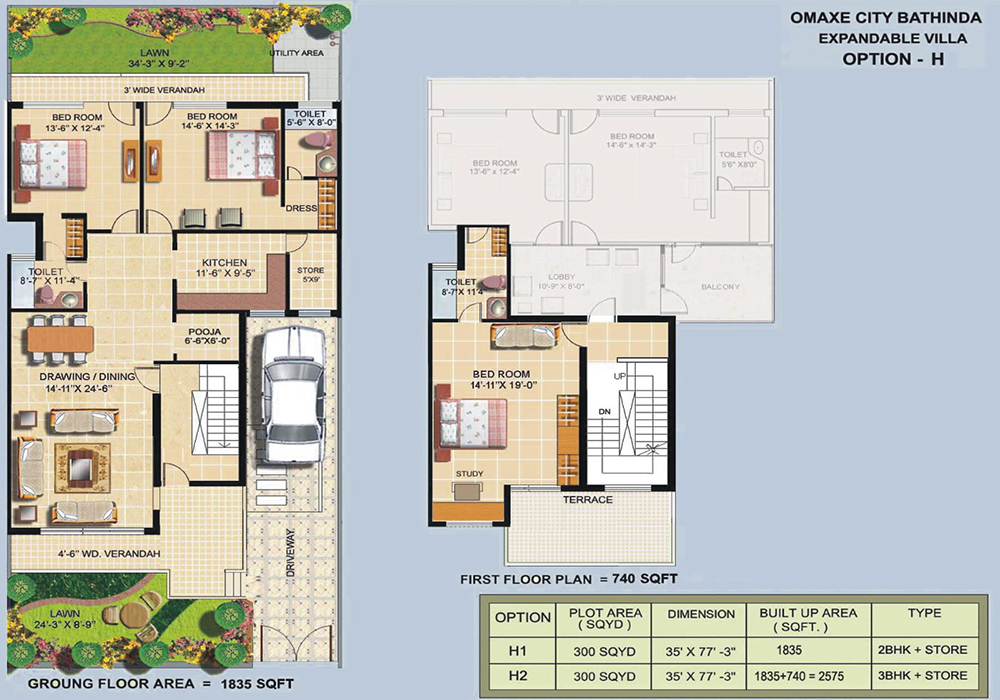 OMAXE CITY BATHINDA
EXPANDABLE VILLA
OPTION - H
LAWN
34'-3" X 9'-2"
UTILITY AREA
3' WIDE VERANDAH
BED ROOM
13'-6" X 12'-4"
BED ROOM
14'-6' X 14'-3"
TOILET
5'-6" X 8'-0"
DRESS
TOILET
8'-7"X 11'-4"
KITCHEN
11'-6" X 9'-5"
STORE
5'X9'
POOJA
6'-6"X6'-0"
DRAWING / DINING
14'-11"X 24'-6"
4'-6" WD. VERANDAH
DRIVEWAY.
LAWN
24'-3" X 8'-9"
GROUNG FLOOR AREA = 1835 SQFT
3' WIDE VERANDAH
BED ROOM
13'-6" x 12'-4"
BED ROOM
14'-6" x 14'-3"
TOILET
5'6" X8'0"
LOBBY
10'-9" X 8'-0"
BALCONY
TOILET
8'-7"X 11'4"
BED ROOM
14'-11"X 19'-0"
UP
DN
STUDY
TERRACE
FIRST FLOOR PLAN = 740 SQFT
OPTION PLOT AREA ( SQYD ) DIMENSION BUILT UP AREA ( SQFT. ) TYPE
H1 300 SQYD 35' X 77' -3" 1835 2BHK + STORE
H2 300 SQYD 35' X 77' -3" 1835+740 = 2575 3BHK + STORE